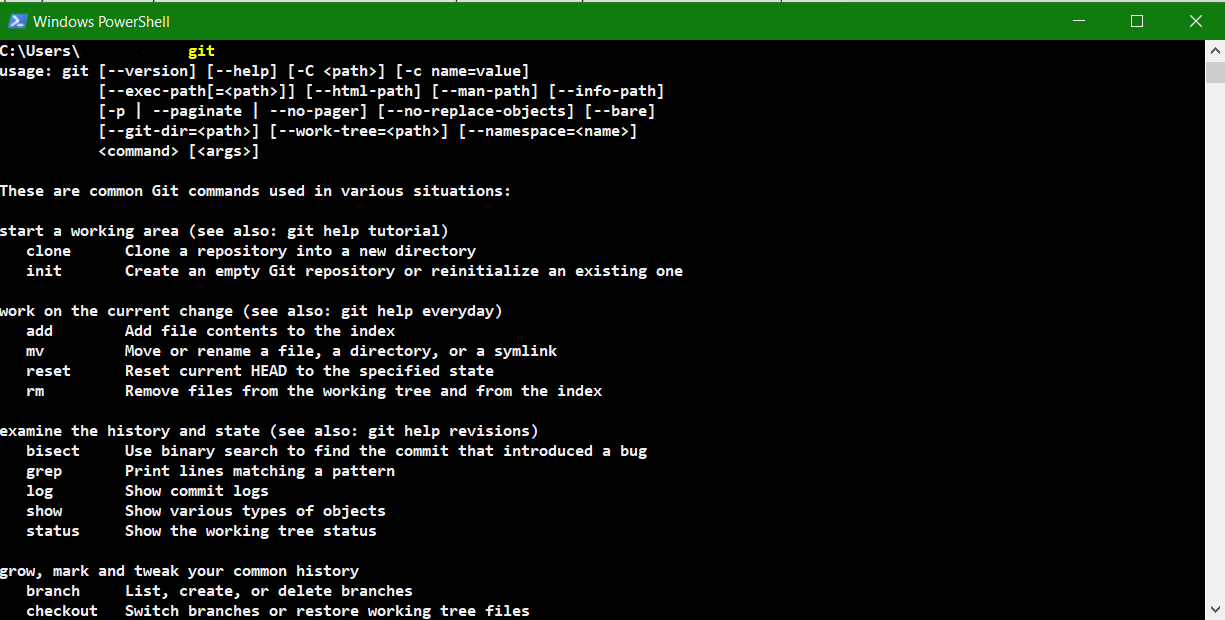 Windows PowerShell
C:\Users\ git
usage: git [--version] [--help] [-C <path>] [-c name=value]
           [--exec-path[=<path>]] [--html-path] [--man-path] [--info-path]
           [-p | --paginate | --no-pager] [--no-replace-objects] [--bare]
           [--git-dir=<path>] [--work-tree=<path>] [--namespace=<name>]
           <command> [<args>]

These are common Git commands used in various situations:

start a working area (see also: git help tutorial)
   clone      Clone a repository into a new directory
   init       Create an empty Git repository or reinitialize an existing one

work on the current change (see also: git help everyday)
   add        Add file contents to the index
   mv         Move or rename a file, a directory, or a symlink
   reset      Reset current HEAD to the specified state
   rm         Remove files from the working tree and from the index

examine the history and state (see also: git help revisions)
   bisect     Use binary search to find the commit that introduced a bug
   grep       Print lines matching a pattern
   log        Show commit logs
   show       Show various types of objects
   status     Show the working tree status

grow, mark and tweak your common history
   branch     List, create, or delete branches
   checkout   Switch branches or restore working tree files